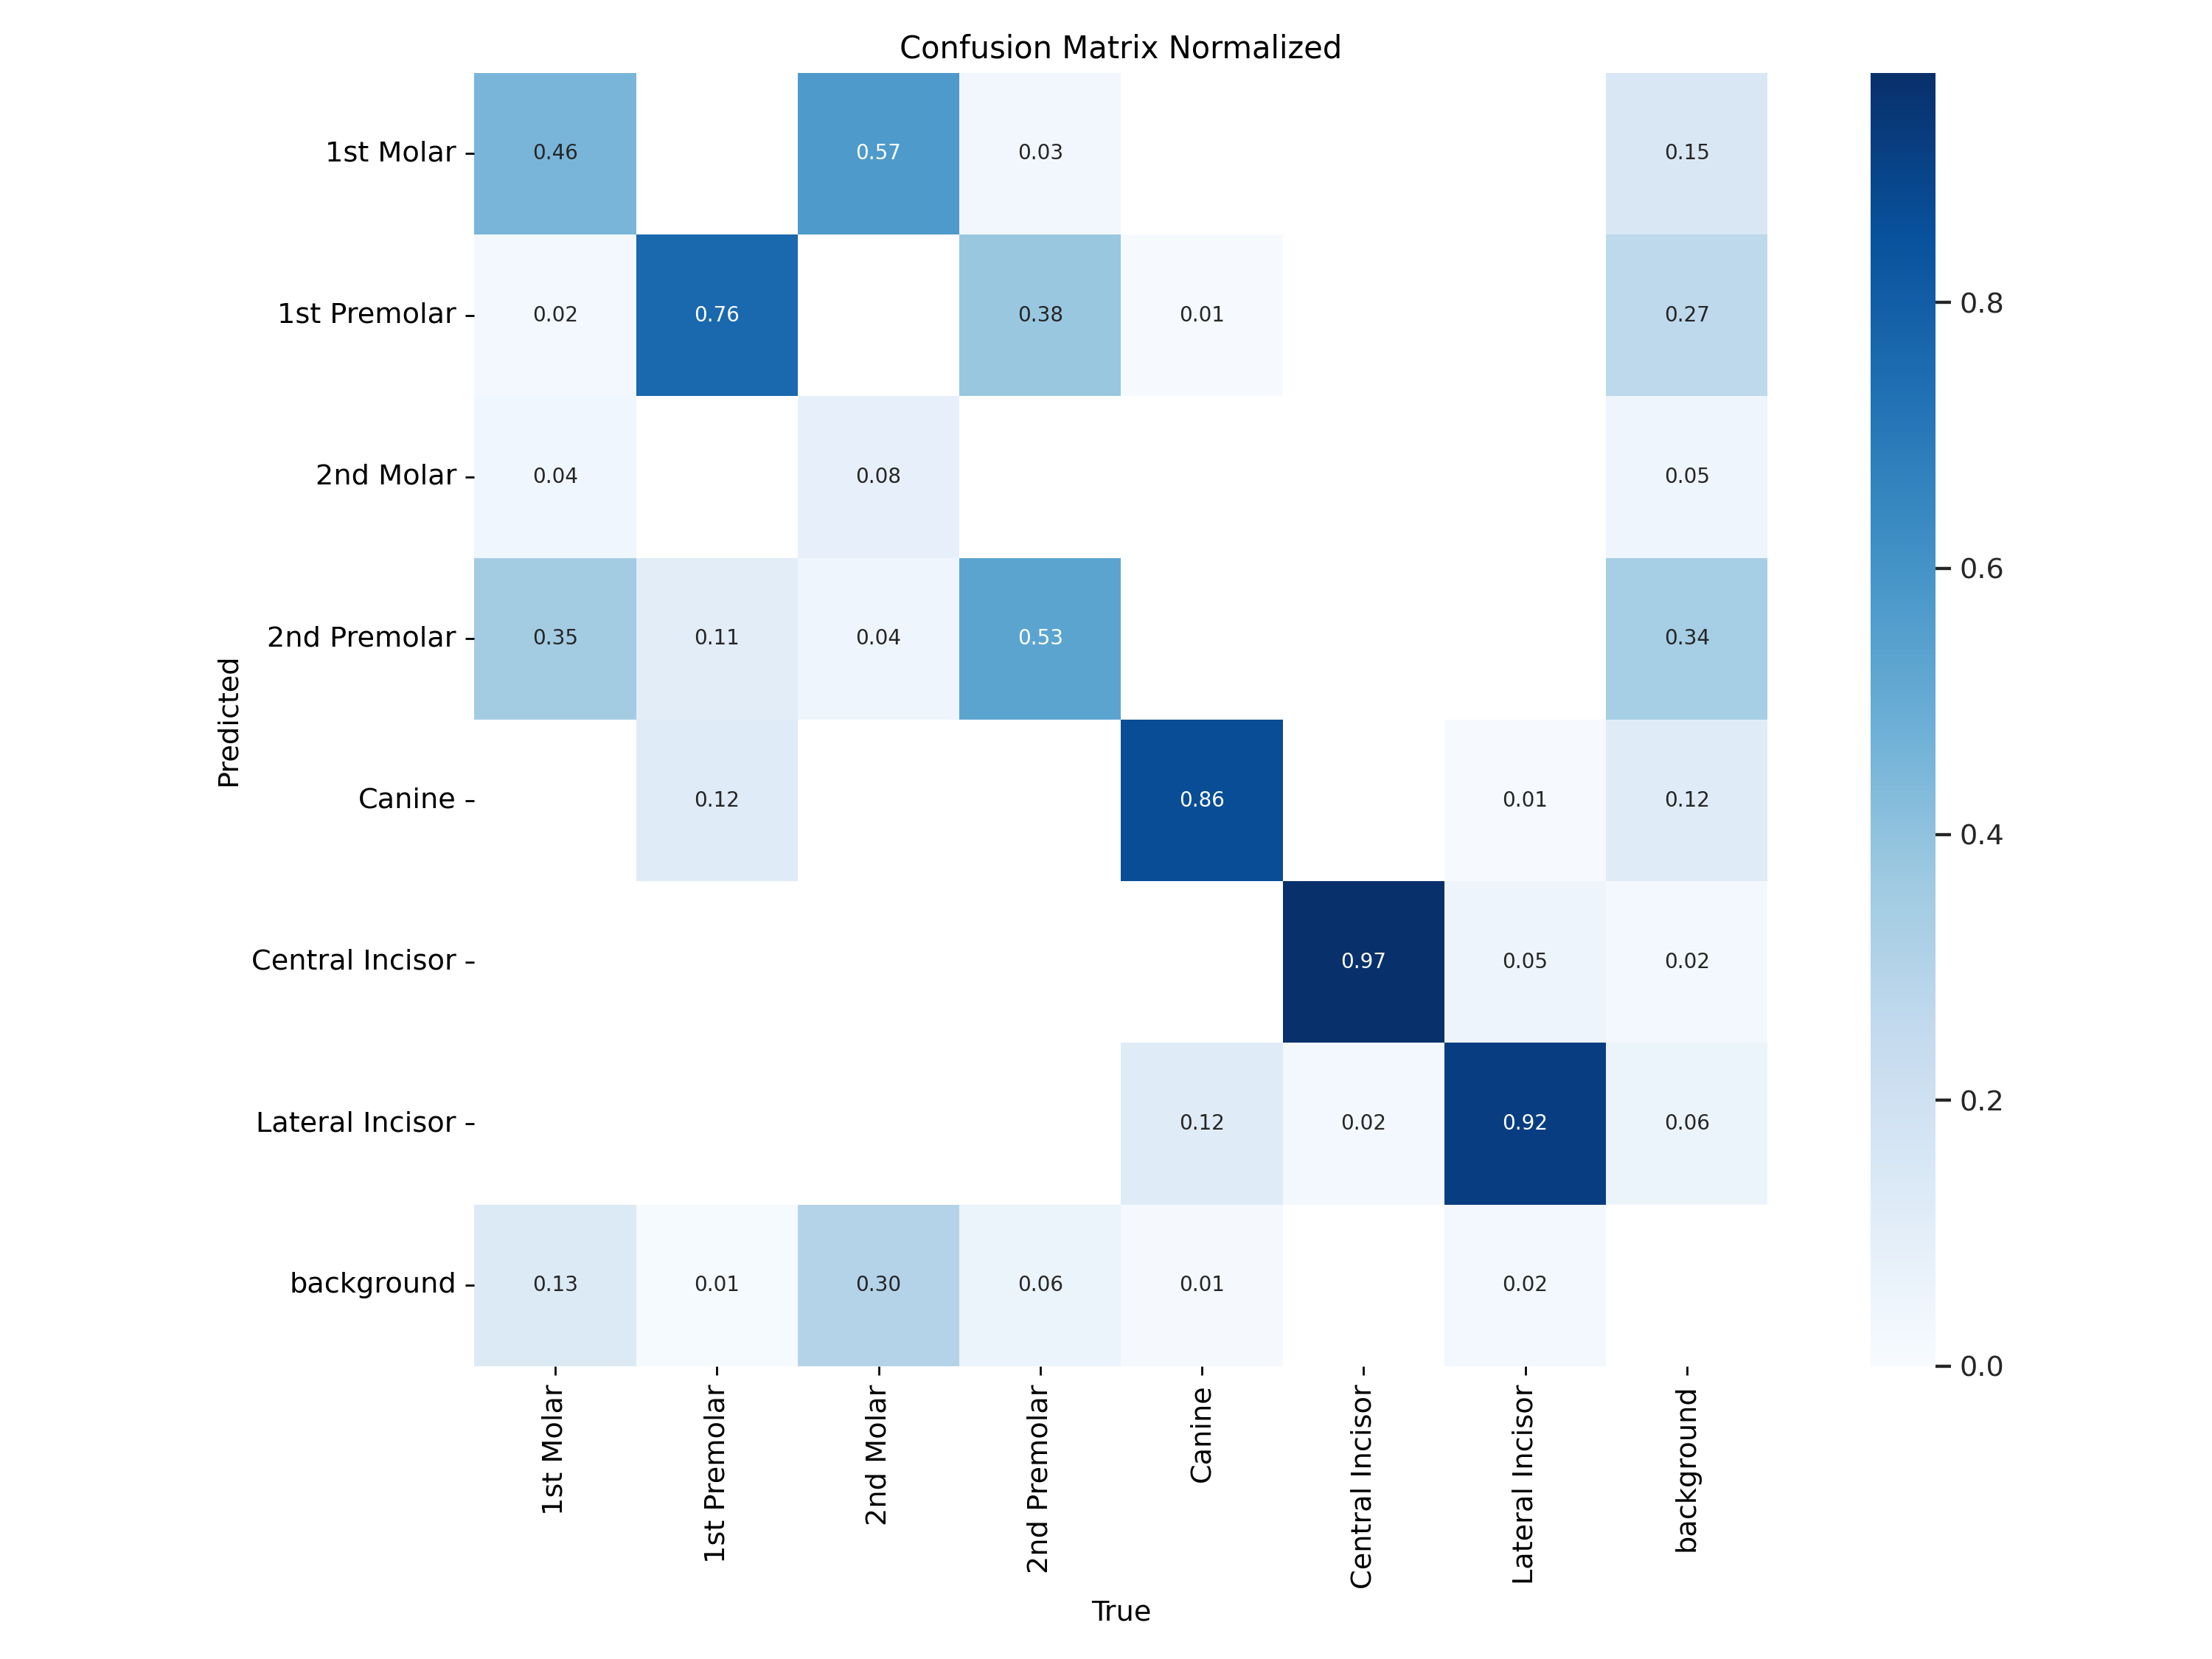 Confusion Matrix Normalized
1st Molar 0.46 0.57 0.03 0.15
1st Premolar 0.02 0.76 0.38 0.01 0.27
2nd Molar 0.04 0.08 0.05
2nd Premolar 0.35 0.11 0.04 0.53 0.34
Canine 0.12 0.86 0.01 0.12
Central Incisor 0.97 0.05 0.02
Lateral Incisor 0.12 0.02 0.92 0.06
background 0.13 0.01 0.30 0.06 0.01 0.02
Predicted
1st Molar
1st Premolar
2nd Molar
2nd Premolar
Canine
Central Incisor
Lateral Incisor
background
True
0.8
0.6
0.4
0.2
0.0